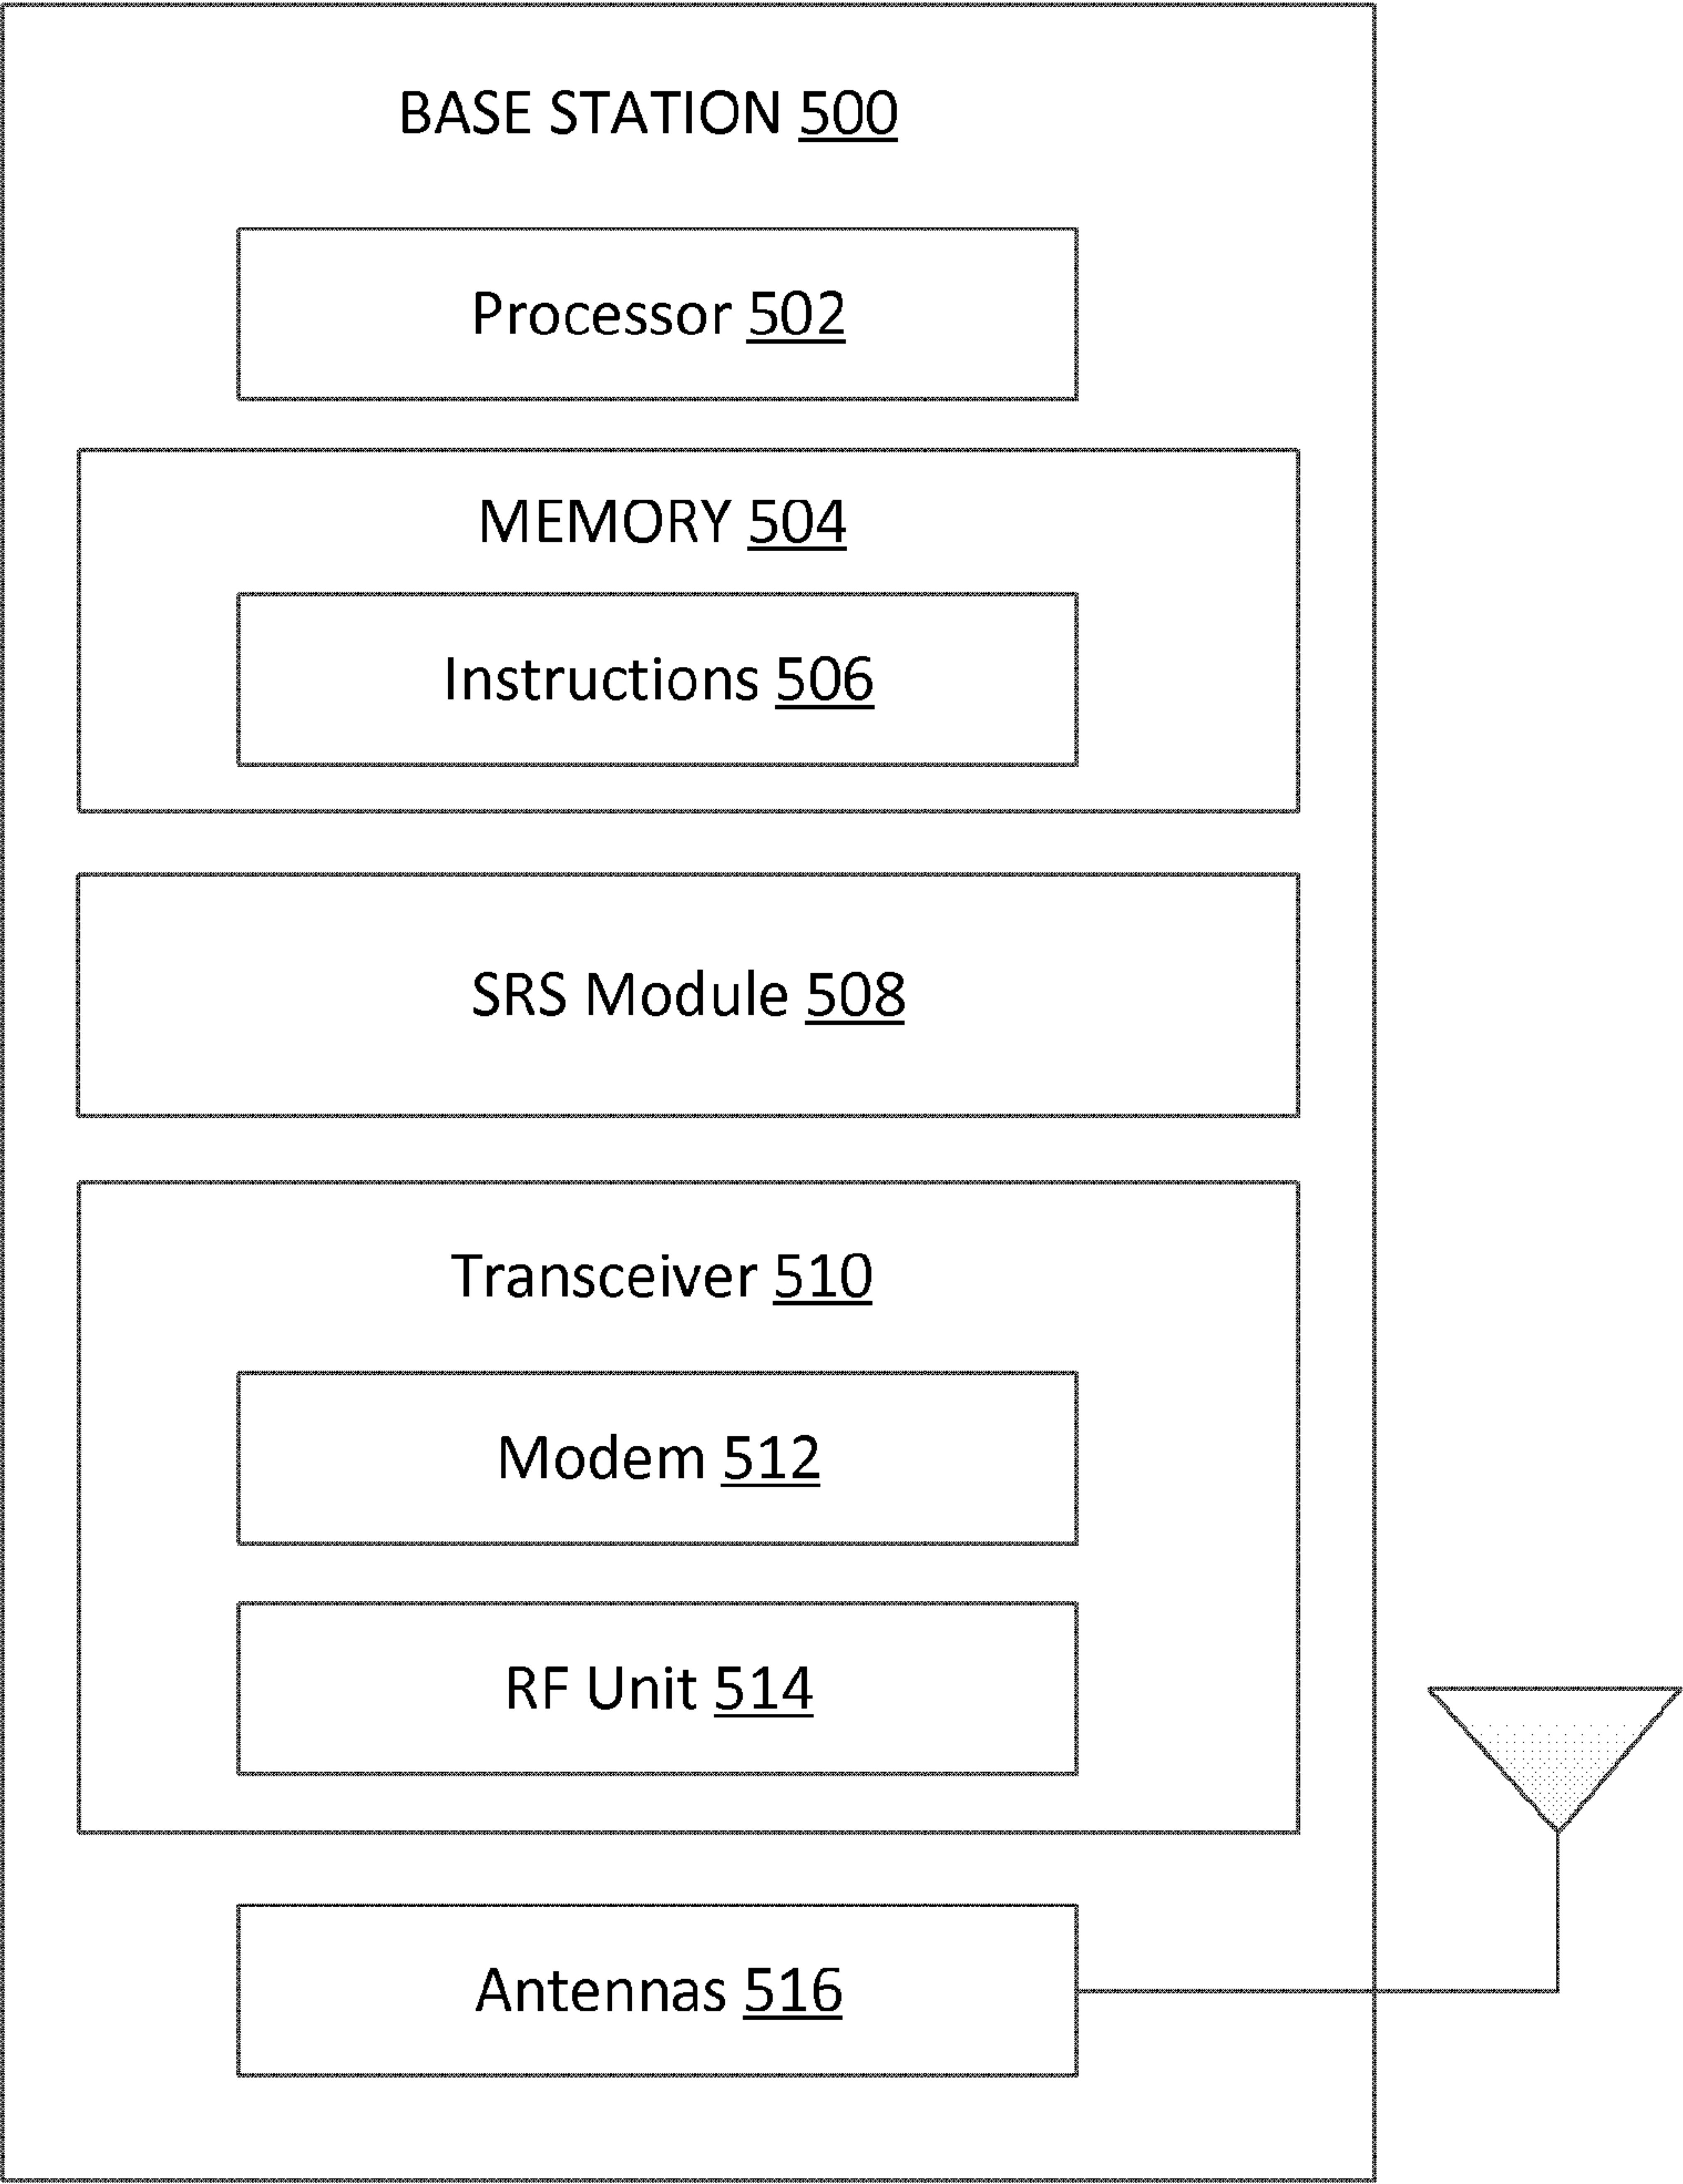 BASE STATION 500
Processor 502
MEMORY 504
Instructions 506
SRS Module 508
Transceiver 510
Modem 512
RF Unit 514
Antennas 516